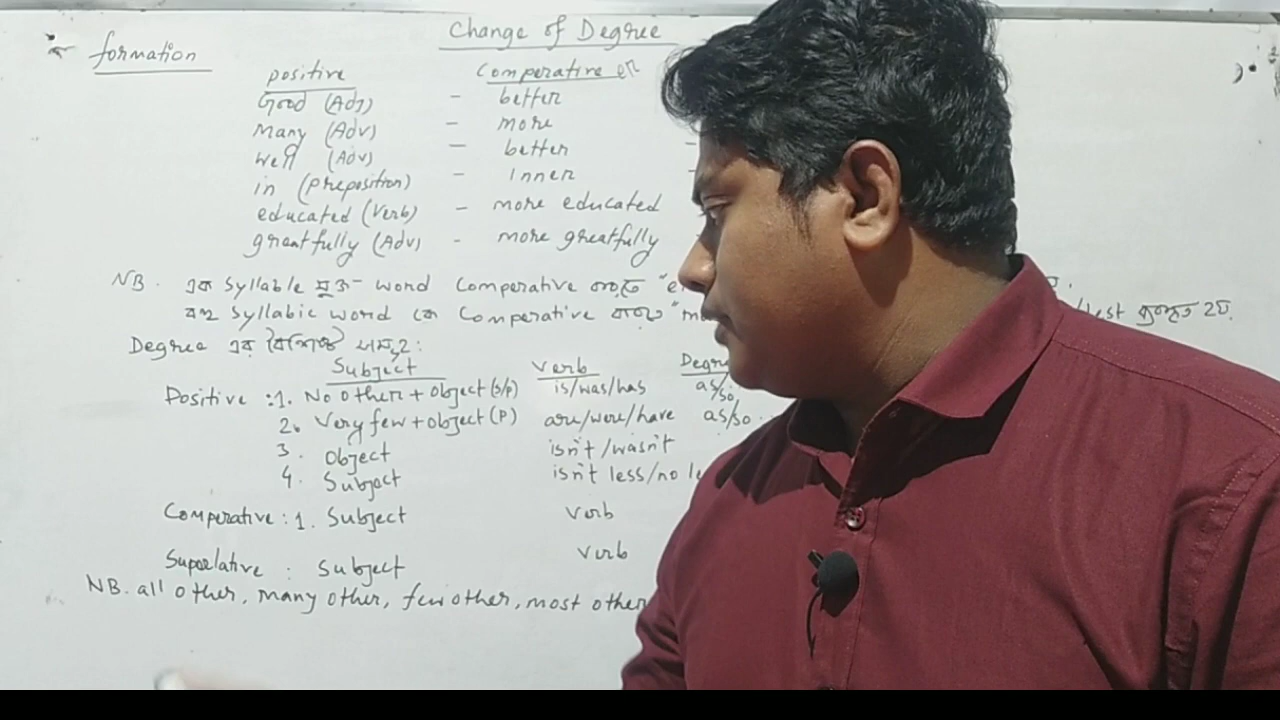 Change of Degree
formation
positive Comperative er
Good (Adj) - better
Many (Adv) - more
Well (Adv) - better
in (preposition) - Inner
educated (Verb) - more educated
greatfully (Adv) - more greatfully
NB. এক Syllable যুক্ত word Comperative করতে "e
বহু Syllabic word কে Comperative করতে "m
Degree এর
Subject Verb Degre
Positive :1. No other + Object (S/P) is/was/has as/so
2. Very few + object (P) are/were/have as/so ..
3. Object isn't/wasn't
4. Subject isn't less/no le
Comperative : 1. Subject Verb
Superlative : Subject Verb
NB. all other, many other, few other, most other